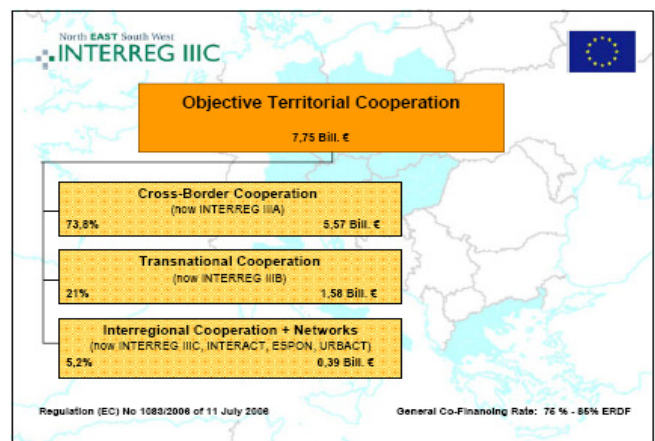 North EAST South West
INTERREG IIIC
Objective Territorial Cooperation
7,75 Bill. €
Cross-Border Cooperation
(now INTERREG IIIA)
73,8% 5,57 Bill. €
Transnational Cooperation
(now INTERREG IIIB)
21% 1,58 Bill. €
Interregional Cooperation + Networks
(now INTERREG IIIC, INTERACT, ESPON, URBACT)
5,2% 0,39 Bill. €
Regulation (EC) No 1083/2006 of 11 July 2006 General Co-Financing Rate: 75 % - 85% ERDF